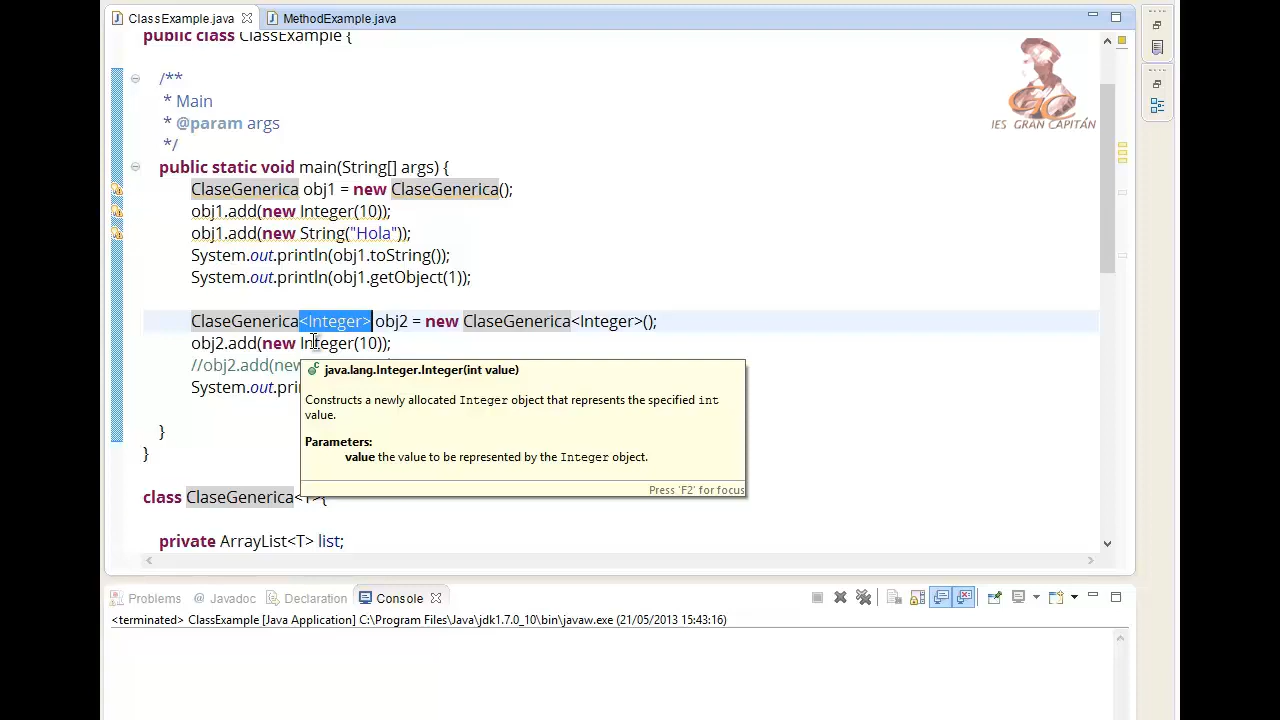 ClassExample.java MethodExample.java
public class ClassExample {
/**
* Main
* @param args
*/
public static void main(String[] args) {
ClaseGenerica obj1 = new ClaseGenerica();
obj1.add(new Integer(10));
obj1.add(new String("Hola"));
System.out.println(obj1.toString());
System.out.println(obj1.getObject(1));
ClaseGenerica<Integer> obj2 = new ClaseGenerica<Integer>();
obj2.add(new Integer(10));
//obj2.add(new
System.out.pri
java.lang.Integer.Integer(int value)
Constructs a newly allocated Integer object that represents the specified int
value.
Parameters:
value the value to be represented by the Integer object.
Press 'F2' for focus
}
}
class ClaseGenerica<T>{
private ArrayList<T> list;
IES GRAN CAPITÁN
Problems @ Javadoc Declaration Console
<terminated> ClassExample [Java Application] C:\Program Files\Java\jdk1.7.0_10\bin\javaw.exe (21/05/2013 15:43:16)